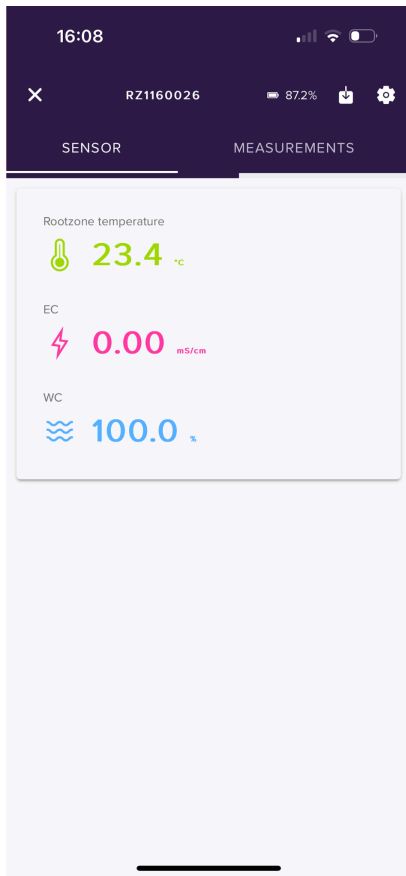 16:08
RZ1160026 87.2%
SENSOR MEASUREMENTS
Rootzone temperature
23.4 °C
EC
0.00 mS/cm
WC
100.0 %